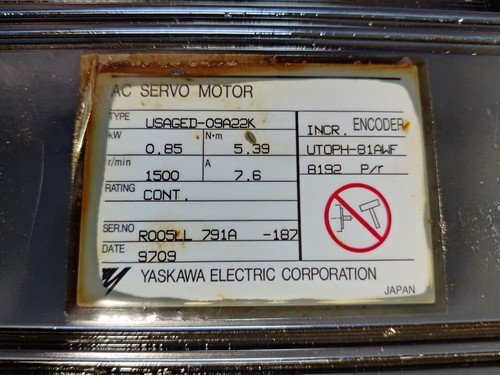 AC SERVO MOTOR
TYPE USAGED-09A22K
kW 0.85 N·m 5.39
r/min 1500 A 7.6
RATING CONT.
INCR. ENCODER
UTOPH-81AWF
8192 P/r
SER.NO R005LL 791A -187
DATE 9709
YASKAWA ELECTRIC CORPORATION
JAPAN